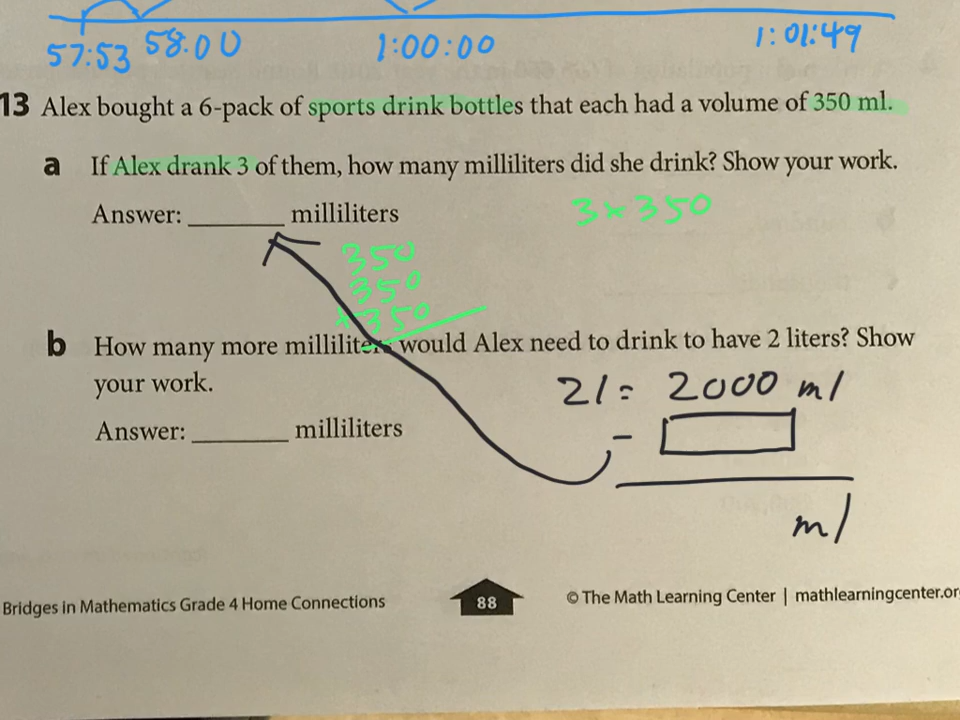 57:53 58:00 1:00:00 1:01:49
13 Alex bought a 6-pack of sports drink bottles that each had a volume of 350 ml.
a If Alex drank 3 of them, how many milliliters did she drink? Show your work.
Answer: ________ milliliters
3 × 350
350
350
+ 350
b How many more milliliters would Alex need to drink to have 2 liters? Show
your work.
Answer: ________ milliliters
2l = 2000 ml
-
ml
Bridges in Mathematics Grade 4 Home Connections 88 © The Math Learning Center | mathlearningcenter.or